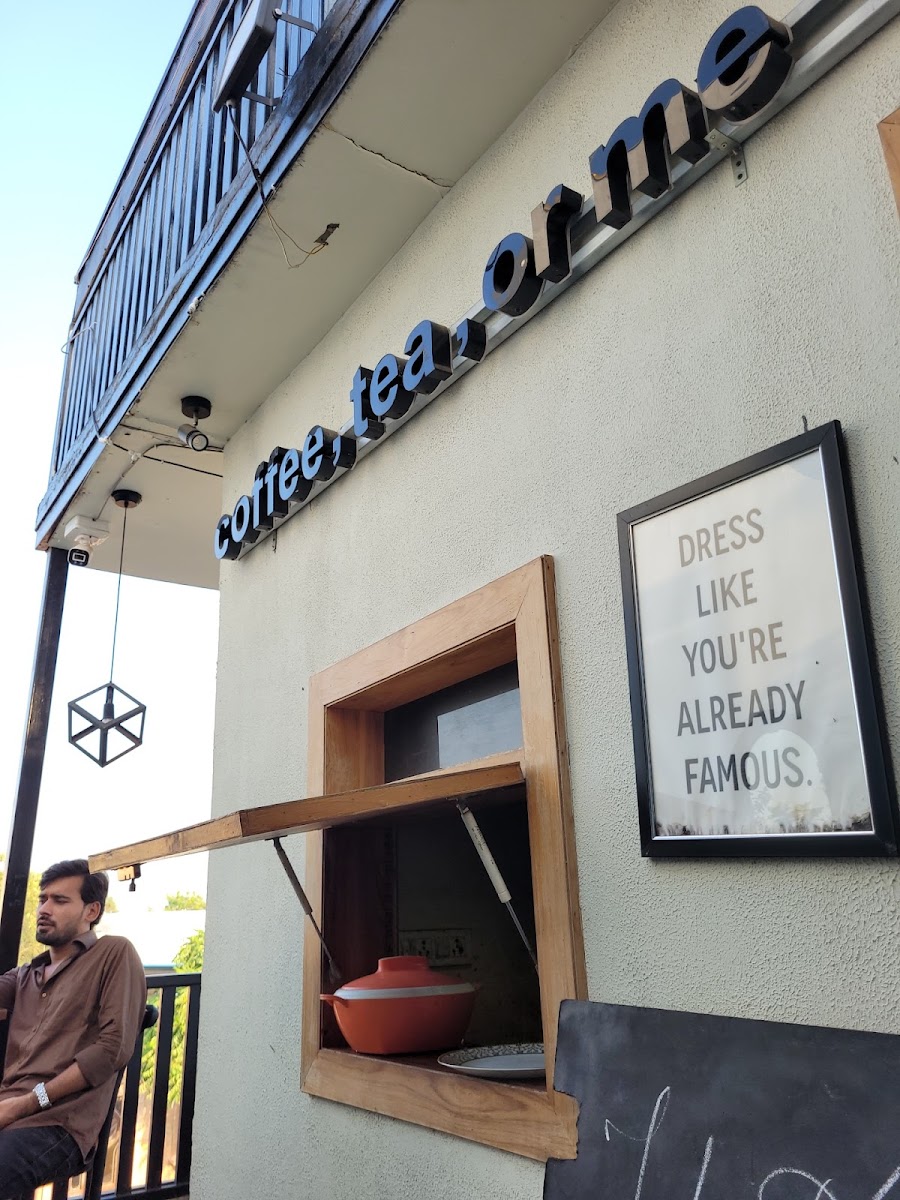 coffee, tea, or me
DRESS
LIKE
YOU'RE
ALREADY
FAMOUS.